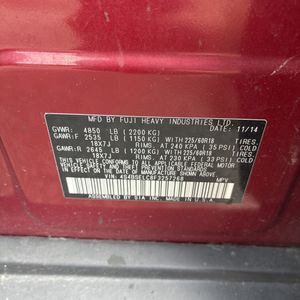 MFD. BY FUJI HEAVY INDUSTRIES LTD.
DATE: 11/14
GVWR: 4850 LB (2200 KG)
GAWR:F 2535 LB (1150 KG) WITH 225/60R18 TIRES,
18X7J RIMS, AT 240 KPA ( 35 PSI) COLD
GAWR:R 2645 LB (1200 KG) WITH 225/60R18 TIRES,
18X7J RIMS, AT 230 KPA ( 33 PSI) COLD
THIS VEHICLE CONFORMS TO ALL
APPLICABLE FEDERAL MOTOR VEHICLE
SAFETY, BUMPER, AND THEFT
PREVENTION STANDARDS IN EFFECT
ON THE DATE OF MANUFACTURE SHOWN
ABOVE.
MPV
ASSEMBLED BY SIA INC. MADE IN U.S.A.